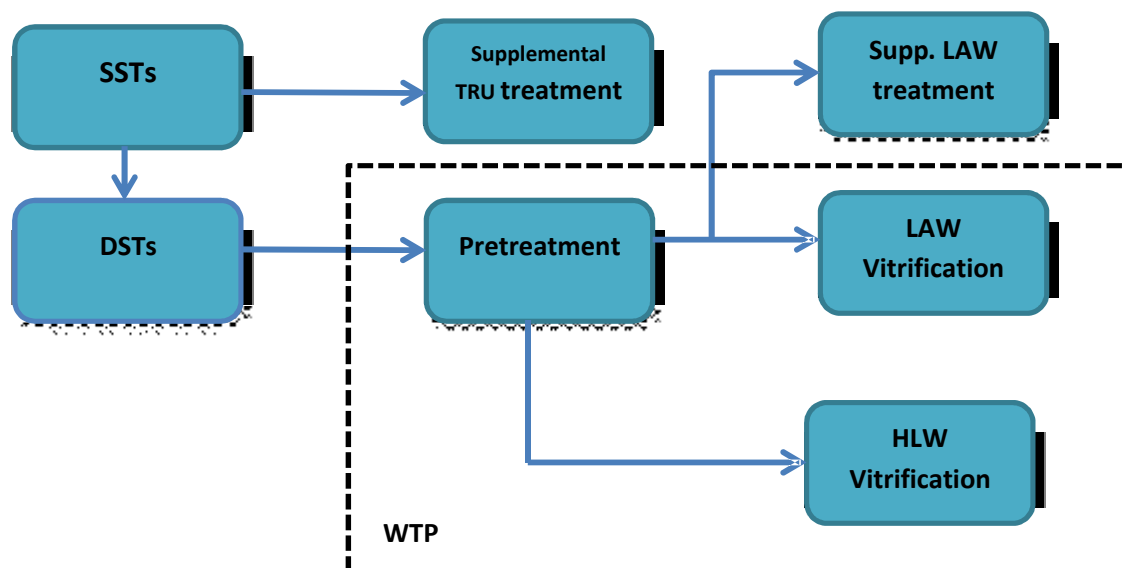 SSTs
Supplemental
TRU treatment
Supp. LAW
treatment
DSTs
Pretreatment
LAW
Vitrification
HLW
Vitrification
WTP